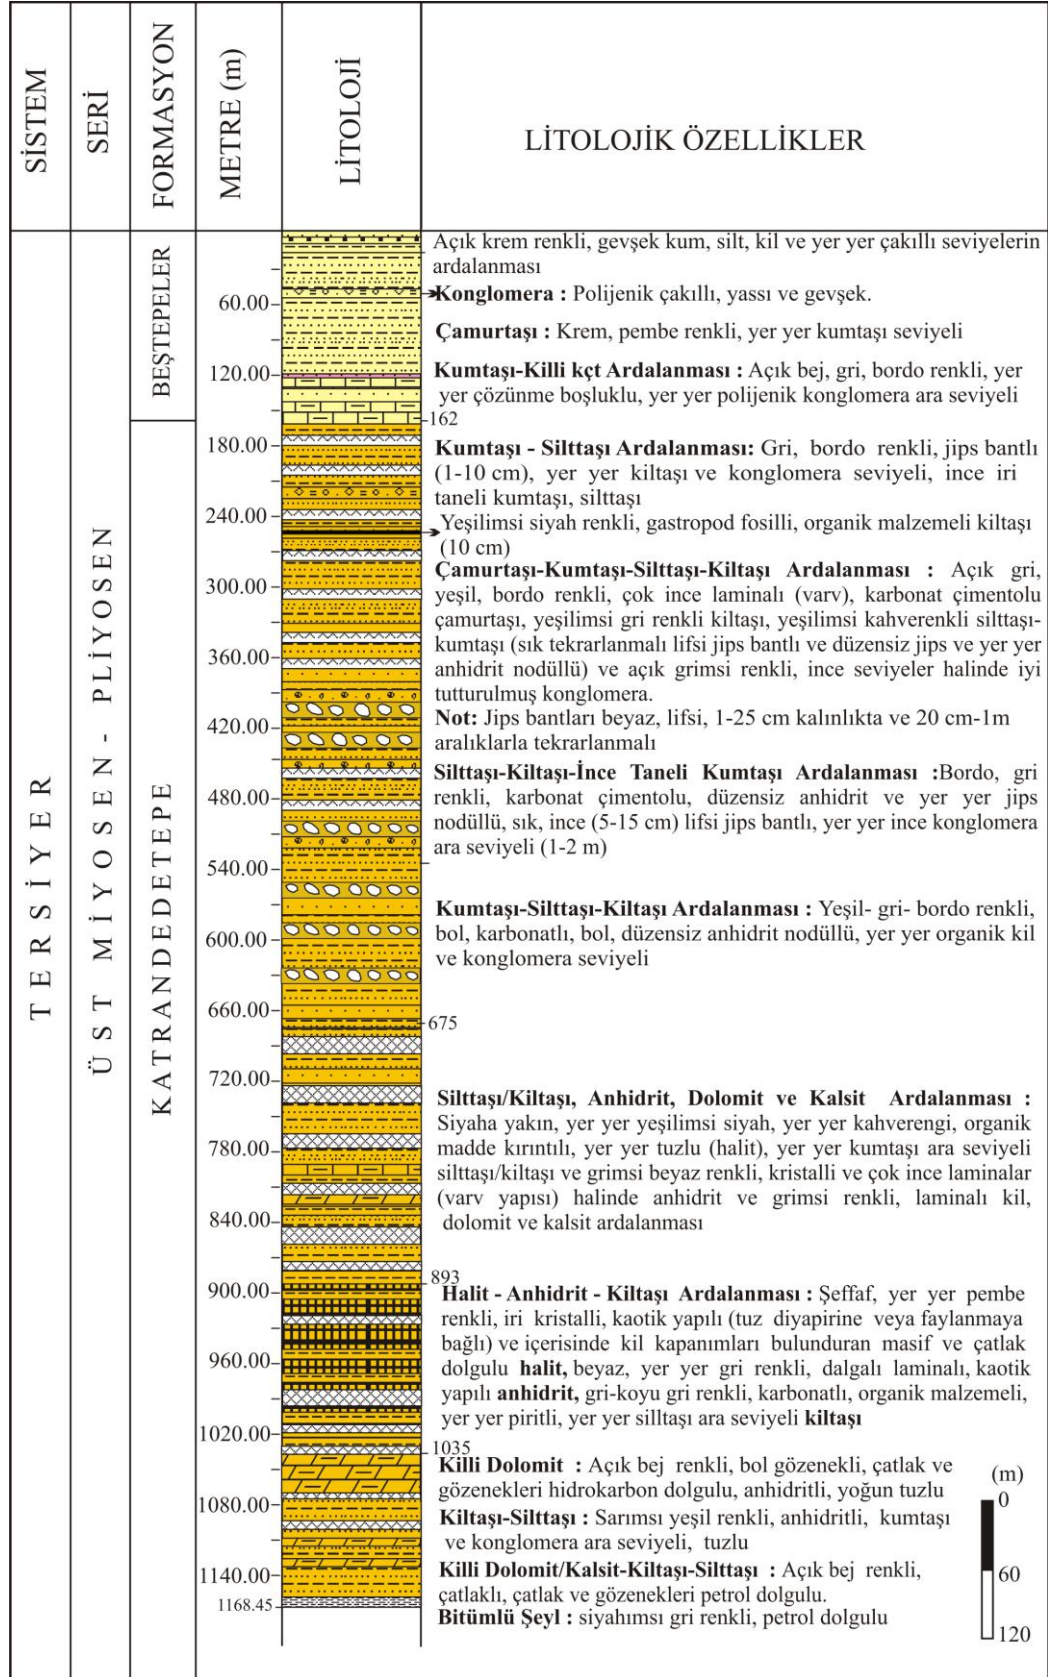 SİSTEM
SERİ
FORMASYON
METRE (m)
LİTOLOJİ
LİTOLOJİK ÖZELLİKLER
TERSİYER
ÜST MİYOSEN - PLİYOSEN
BEŞTEPELER
KATRANDEDETEPE
60.00
120.00
180.00
240.00
300.00
360.00
420.00
480.00
540.00
600.00
660.00
720.00
780.00
840.00
900.00
960.00
1020.00
1080.00
1140.00
1168.45
Açık krem renkli, gevşek kum, silt, kil ve yer yer çakıllı seviyelerin
ardalanması
Konglomera : Polijenik çakıllı, yassı ve gevşek.
Çamurtaşı : Krem, pembe renkli, yer yer kumtaşı seviyeli
Kumtaşı-Killi kçt Ardalanması : Açık bej, gri, bordo renkli, yer
yer çözünme boşluklu, yer yer polijenik konglomera ara seviyeli
162
Kumtaşı - Silttaşı Ardalanması: Gri, bordo renkli, jips bantlı
(1-10 cm), yer yer kiltaşı ve konglomera seviyeli, ince iri
taneli kumtaşı, silttaşı
Yeşilimsi siyah renkli, gastropod fosilli, organik malzemeli kiltaşı
(10 cm)
Çamurtaşı-Kumtaşı-Silttaşı-Kiltaşı Ardalanması : Açık gri,
yeşil, bordo renkli, çok ince laminalı (varv), karbonat çimentolu
çamurtaşı, yeşilimsi gri renkli kiltaşı, yeşilimsi kahverenkli silttaşı-
kumtaşı (sık tekrarlanmalı lifsi jips bantlı ve düzensiz jips ve yer yer
anhidrit nodüllü) ve açık grimsi renkli, ince seviyeler halinde iyi
tutturulmuş konglomera.
Not: Jips bantları beyaz, lifsi, 1-25 cm kalınlıkta ve 20 cm-1m
aralıklarla tekrarlanmalı
Silttaşı-Kiltaşı-İnce Taneli Kumtaşı Ardalanması :Bordo, gri
renkli, karbonat çimentolu, düzensiz anhidrit ve yer yer jips
nodüllü, sık, ince (5-15 cm) lifsi jips bantlı, yer yer ince konglomera
ara seviyeli (1-2 m)
Kumtaşı-Silttaşı-Kiltaşı Ardalanması : Yeşil- gri- bordo renkli,
bol, karbonatlı, bol, düzensiz anhidrit nodüllü, yer yer organik kil
ve konglomera seviyeli
675
Silttaşı/Kiltaşı, Anhidrit, Dolomit ve Kalsit Ardalanması :
Siyaha yakın, yer yer yeşilimsi siyah, yer yer kahverengi, organik
madde kırıntılı, yer yer tuzlu (halit), yer yer kumtaşı ara seviyeli
silttaşı/kiltaşı ve grimsi beyaz renkli, kristalli ve çok ince laminalar
(varv yapısı) halinde anhidrit ve grimsi renkli, laminalı kil,
dolomit ve kalsit ardalanması
893
Halit - Anhidrit - Kiltaşı Ardalanması : Şeffaf, yer yer pembe
renkli, iri kristalli, kaotik yapılı (tuz diyapirine veya faylanmaya
bağlı) ve içerisinde kil kapanımları bulunduran masif ve çatlak
dolgulu halit, beyaz, yer yer gri renkli, dalgalı laminalı, kaotik
yapılı anhidrit, gri-koyu gri renkli, karbonatlı, organik malzemeli,
yer yer piritli, yer yer silltaşı ara seviyeli kiltaşı
1035
Killi Dolomit : Açık bej renkli, bol gözenekli, çatlak ve
gözenekleri hidrokarbon dolgulu, anhidritli, yoğun tuzlu
Kiltaşı-Silttaşı : Sarımsı yeşil renkli, anhidritli, kumtaşı
ve konglomera ara seviyeli, tuzlu
Killi Dolomit/Kalsit-Kiltaşı-Silttaşı : Açık bej renkli,
çatlaklı, çatlak ve gözenekleri petrol dolgulu.
Bitümlü Şeyl : siyahımsı gri renkli, petrol dolgulu
(m)
0
60
120